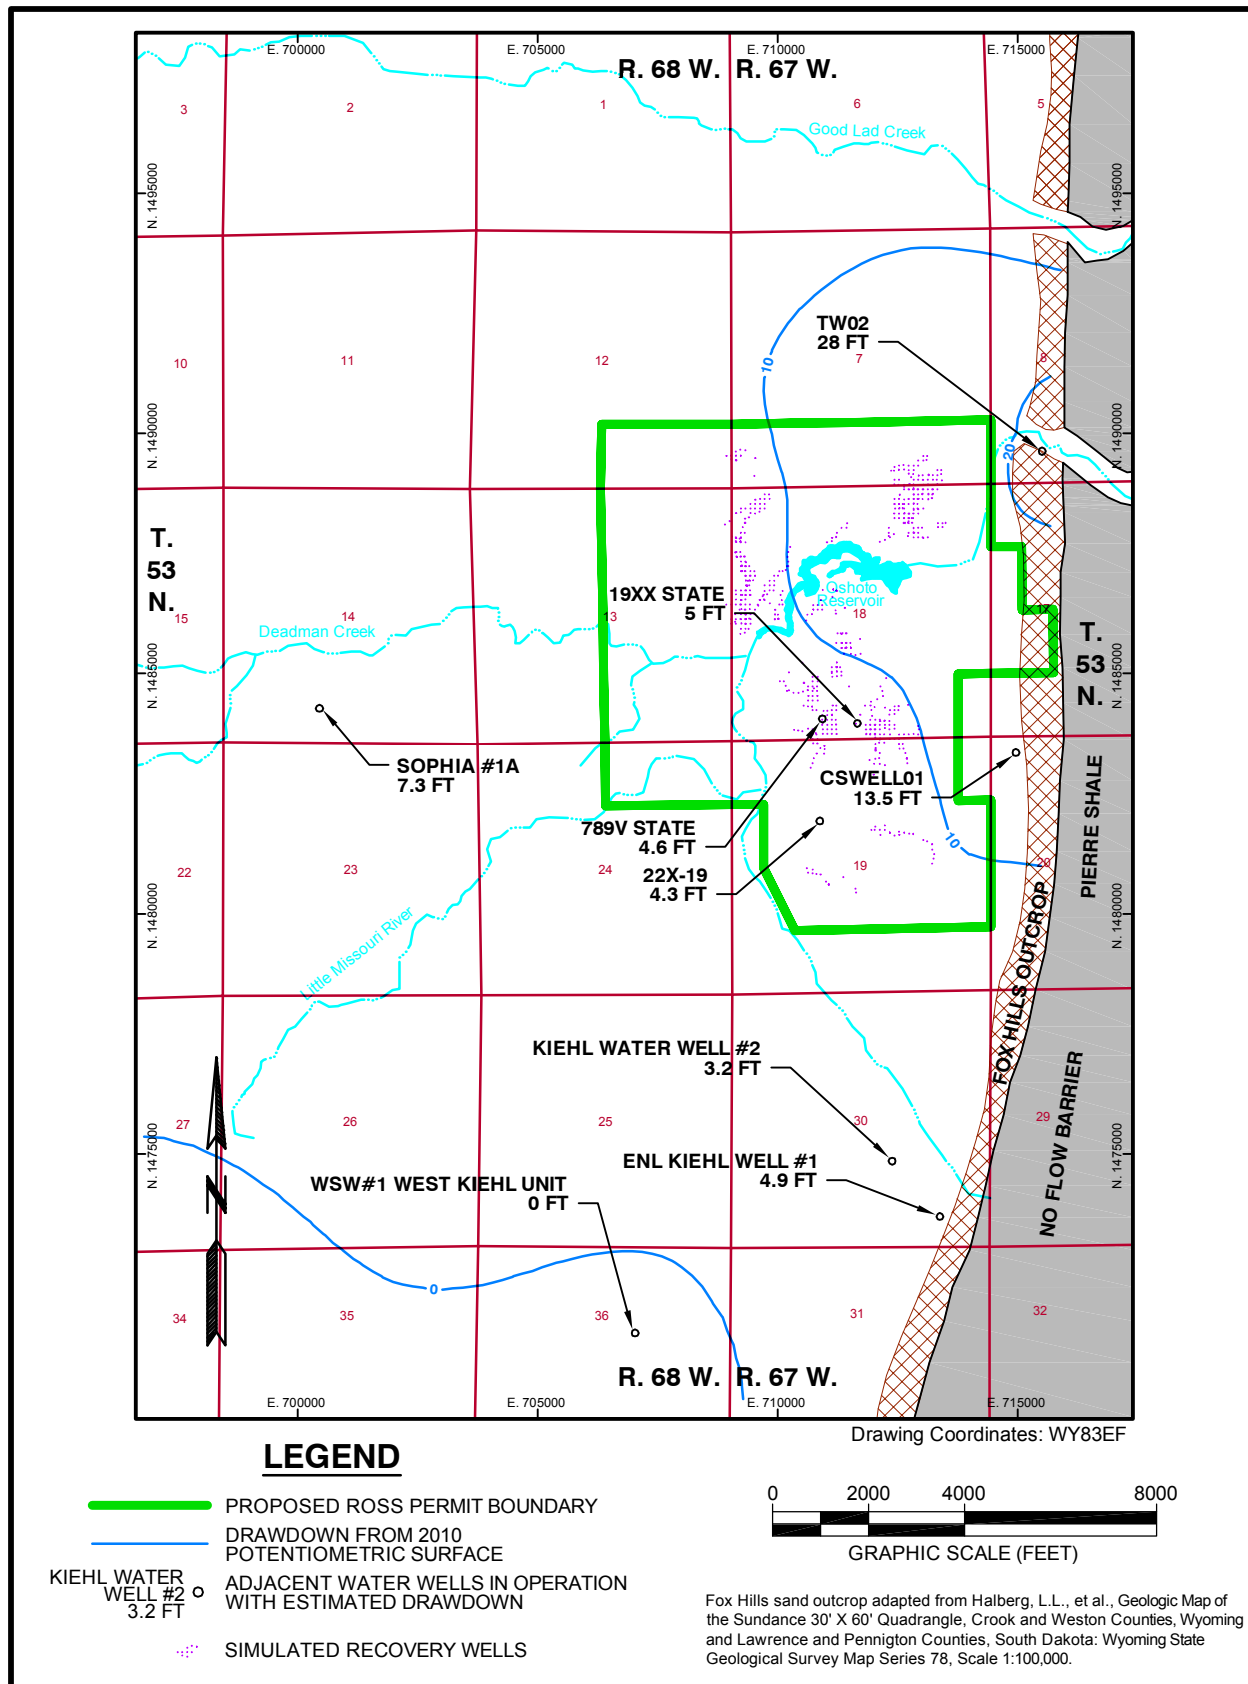 E. 700000
E. 705000
E. 710000
E. 715000
R. 68 W.
R. 67 W.
3
2
1
6
5
Good Lad Creek
N. 1495000
N. 1495000
TW02
28 FT
10
11
12
7
8
10
N. 1490000
N. 1490000
20
T.
53
N.
19XX STATE
5 FT
Oshoto
Reservoir
15
14
13
18
17
Deadman Creek
T.
53
N.
N. 1485000
N. 1485000
SOPHIA #1A
7.3 FT
CSWELL01
13.5 FT
789V STATE
4.6 FT
22X-19
4.3 FT
10
22
23
24
19
20
PIERRE SHALE
N. 1480000
N. 1480000
Little Missouri River
FOX HILLS OUTCROP
KIEHL WATER WELL #2
3.2 FT
27
26
25
30
29
N. 1475000
N. 1475000
NO FLOW BARRIER
ENL KIEHL WELL #1
4.9 FT
WSW#1 WEST KIEHL UNIT
0 FT
N
0
34
35
36
31
32
R. 68 W.
R. 67 W.
E. 700000
E. 705000
E. 710000
E. 715000
Drawing Coordinates: WY83EF
LEGEND
PROPOSED ROSS PERMIT BOUNDARY
DRAWDOWN FROM 2010
POTENTIOMETRIC SURFACE
KIEHL WATER
WELL #2
3.2 FT
ADJACENT WATER WELLS IN OPERATION
WITH ESTIMATED DRAWDOWN
SIMULATED RECOVERY WELLS
0
2000
4000
8000
GRAPHIC SCALE (FEET)
Fox Hills sand outcrop adapted from Halberg, L.L., et al., Geologic Map of
the Sundance 30' X 60' Quadrangle, Crook and Weston Counties, Wyoming
and Lawrence and Pennigton Counties, South Dakota: Wyoming State
Geological Survey Map Series 78, Scale 1:100,000.